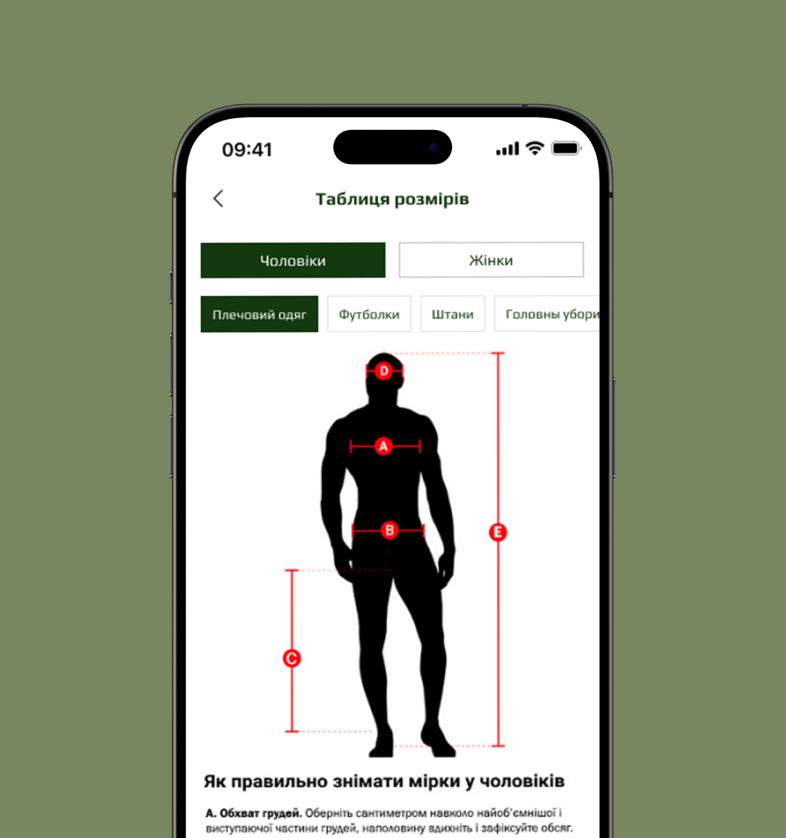 09:41
Таблиця розмірів
Чоловіки
Жінки
Плечовий одяг
Футболки
Штани
Головны убори
D
A
B
E
C
Як правильно знімати мірки у чоловіків
А. Обхват грудей. Оберніть сантиметром навколо найоб'ємнішої і
виступаючої частини грудей, наполовину вдихніть і зафіксуйте обсяг.